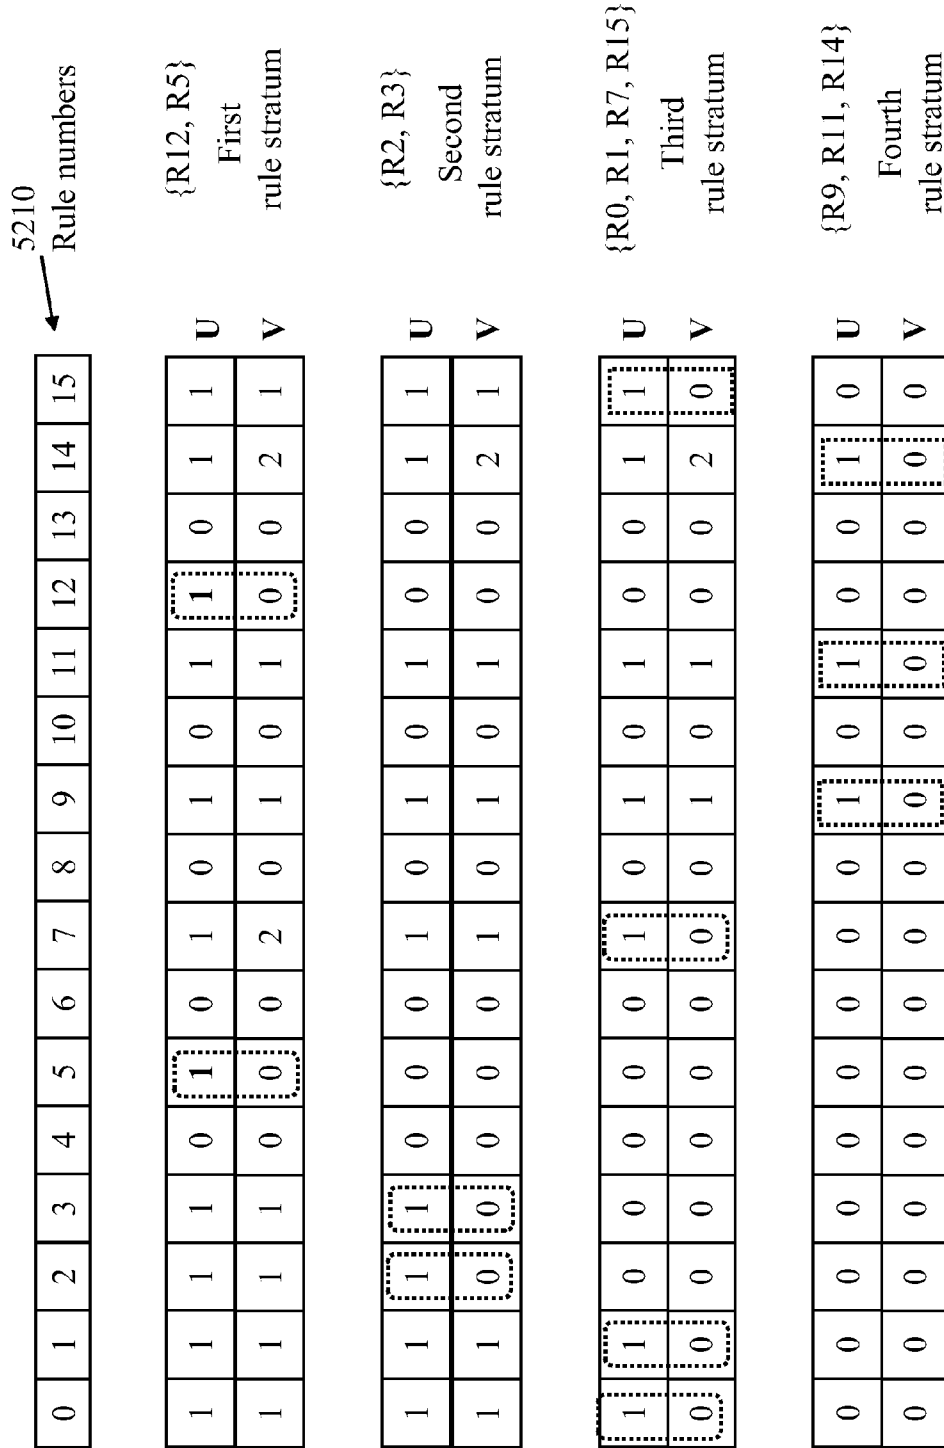 5210
Rule numbers
0 1 2 3 4 5 6 7 8 9 10 11 12 13 14 15
1 1 1 1 0 1 0 1 0 1 0 1 1 0 1 1 U
1 1 1 1 0 0 0 2 0 1 0 1 0 0 2 1 V
{R12, R5}
First
rule stratum
1 1 1 1 0 0 0 1 0 1 0 1 0 0 1 1 U
1 1 0 0 0 0 0 1 0 1 0 1 0 0 2 1 V
{R2, R3}
Second
rule stratum
1 1 0 0 0 0 0 1 0 1 0 1 0 0 1 1 U
0 0 0 0 0 0 0 0 0 1 0 1 0 0 2 0 V
{R0, R1, R7, R15}
Third
rule stratum
0 0 0 0 0 0 0 0 0 1 0 1 0 0 1 0 U
0 0 0 0 0 0 0 0 0 0 0 0 0 0 0 0 V
{R9, R11, R14}
Fourth
rule stratum